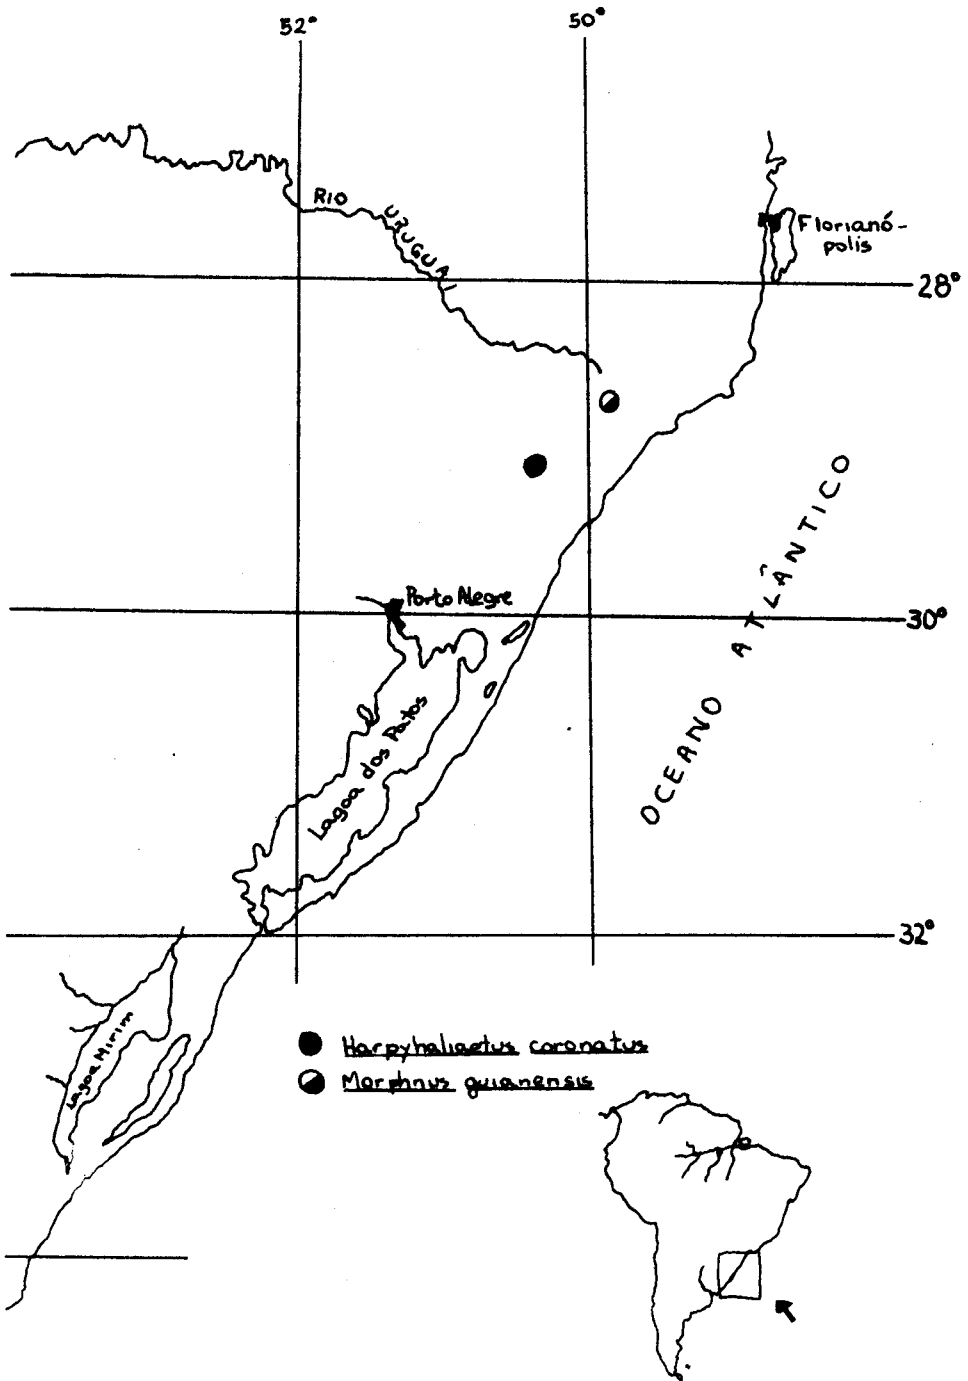 52°
50°
RIO
URUGUAI
Florianó-
polis
28°
Porto Alegre
30°
OCEANO ATLÂNTICO
Lagoa dos Patos
32°
Lagoa Mirim
Harpyhaliaetus coronatus
Morphnus guianensis